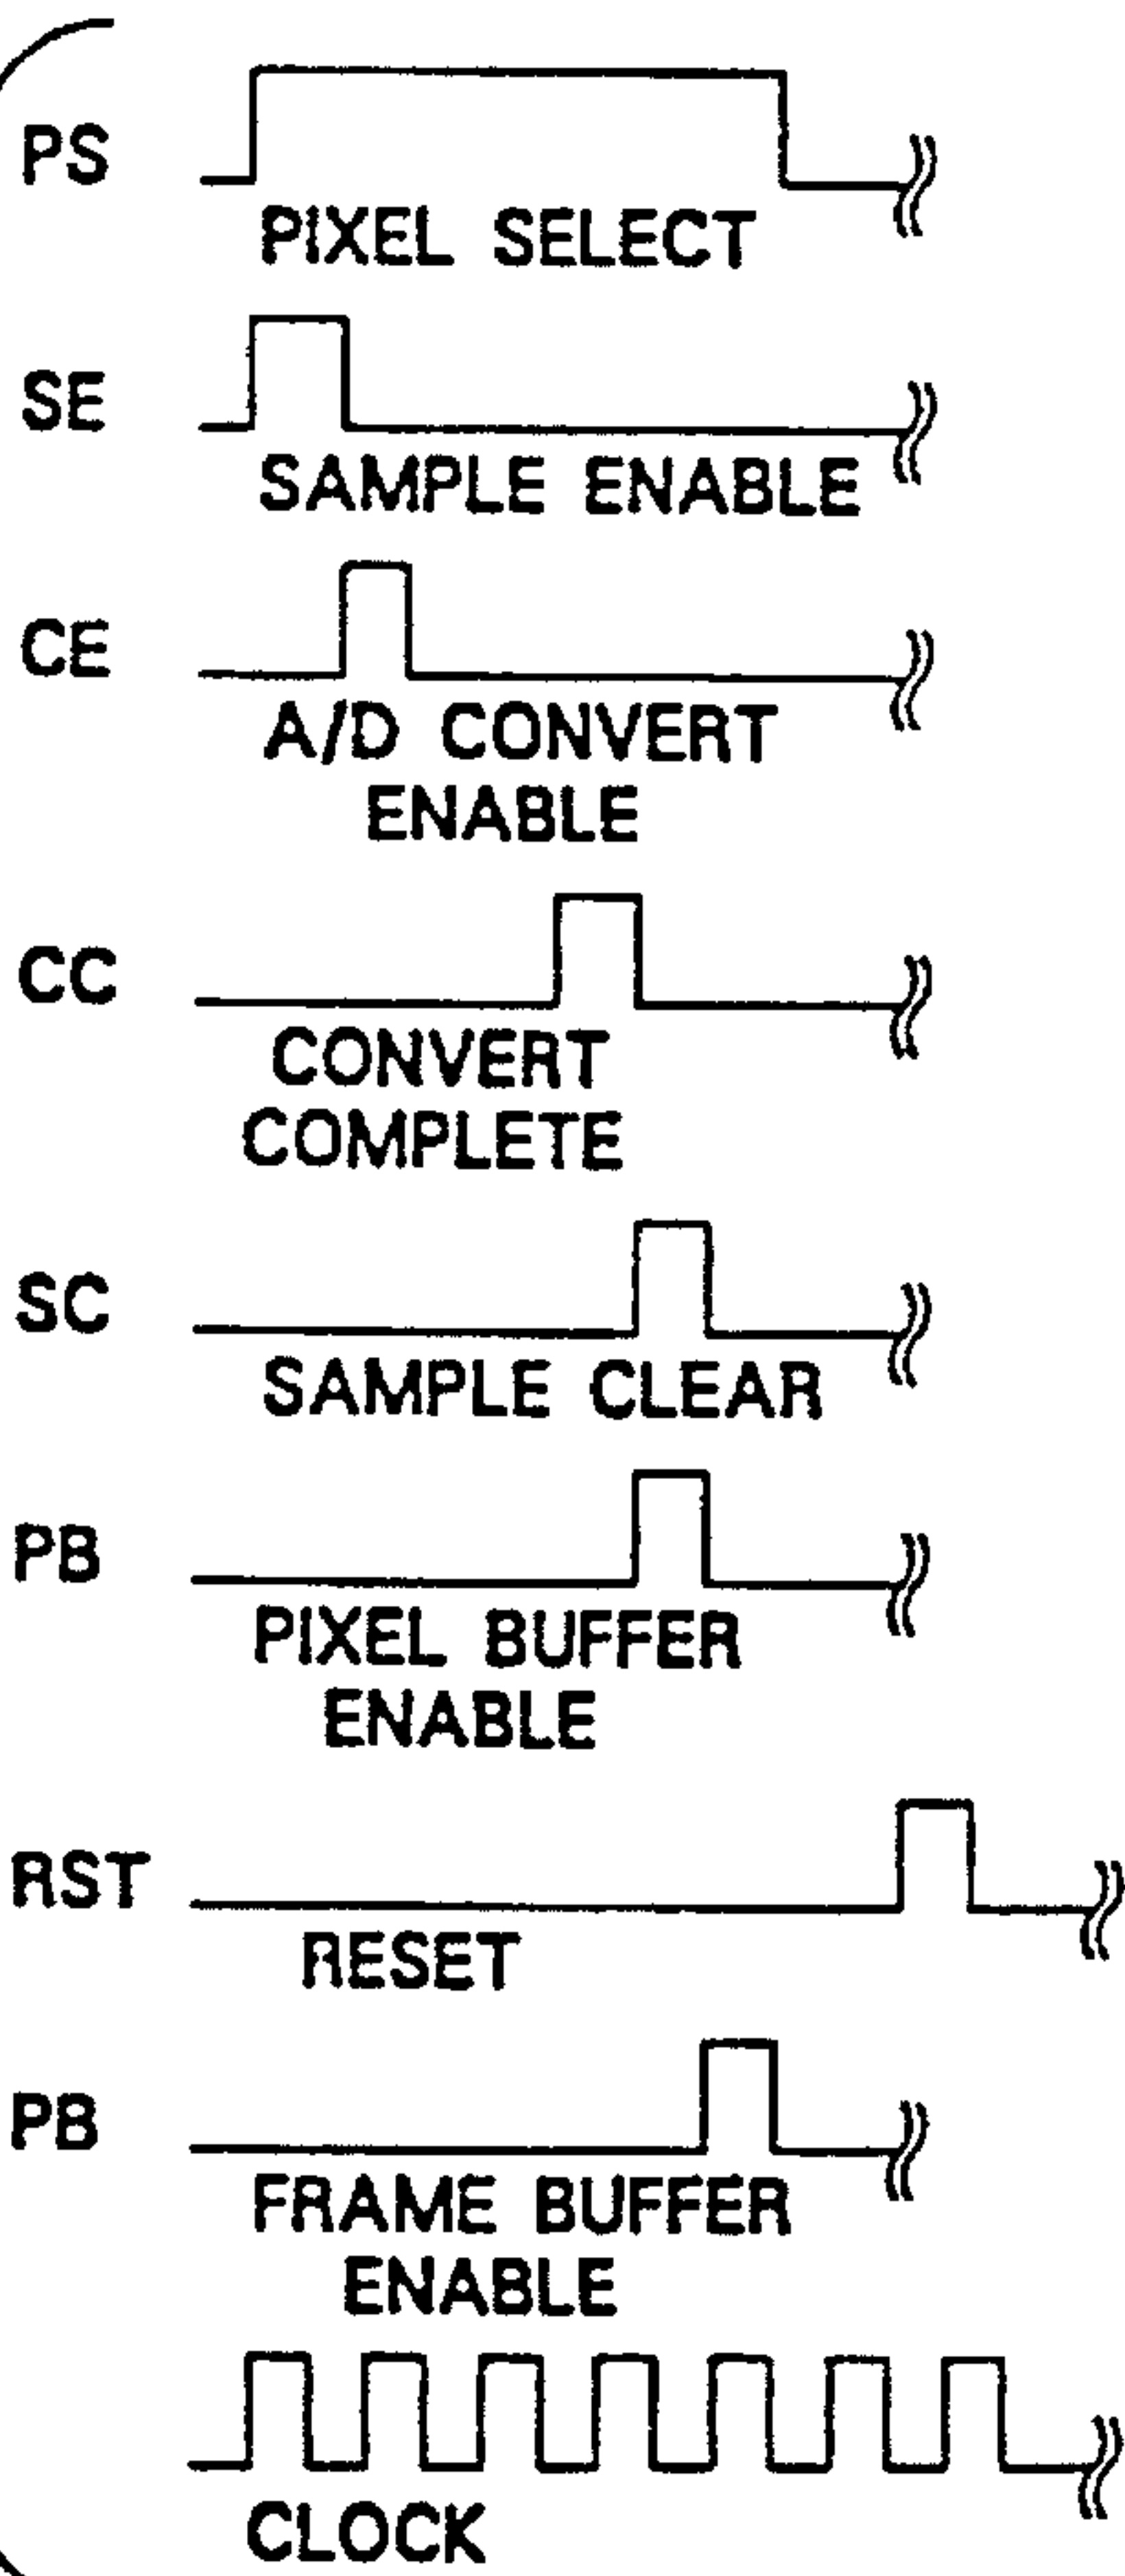 PS
PIXEL SELECT
SE
SAMPLE ENABLE
CE
A/D CONVERT
ENABLE
CC
CONVERT
COMPLETE
SC
SAMPLE CLEAR
PB
PIXEL BUFFER
ENABLE
RST
RESET
PB
FRAME BUFFER
ENABLE
CLOCK